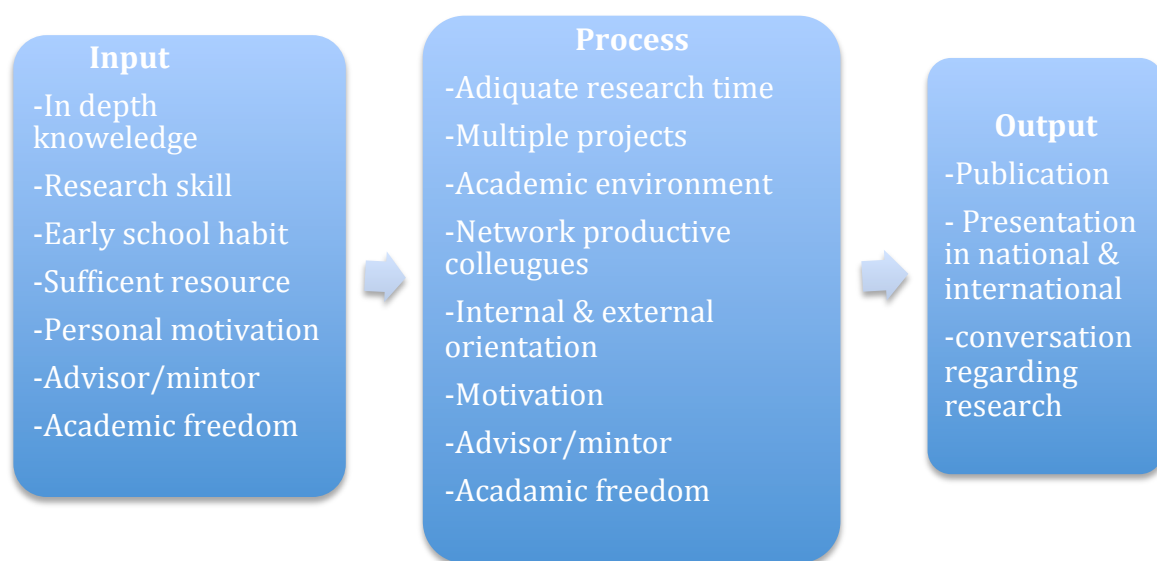 Input
-In depth
knoweledge
-Research skill
-Early school habit
-Sufficent resource
-Personal motivation
-Advisor/mintor
-Academic freedom
Process
-Adiquate research time
-Multiple projects
-Academic environment
-Network productive
colleugues
-Internal & external
orientation
-Motivation
-Advisor/mintor
-Acadamic freedom
Output
-Publication
- Presentation
in national &
international
-conversation
regarding
research